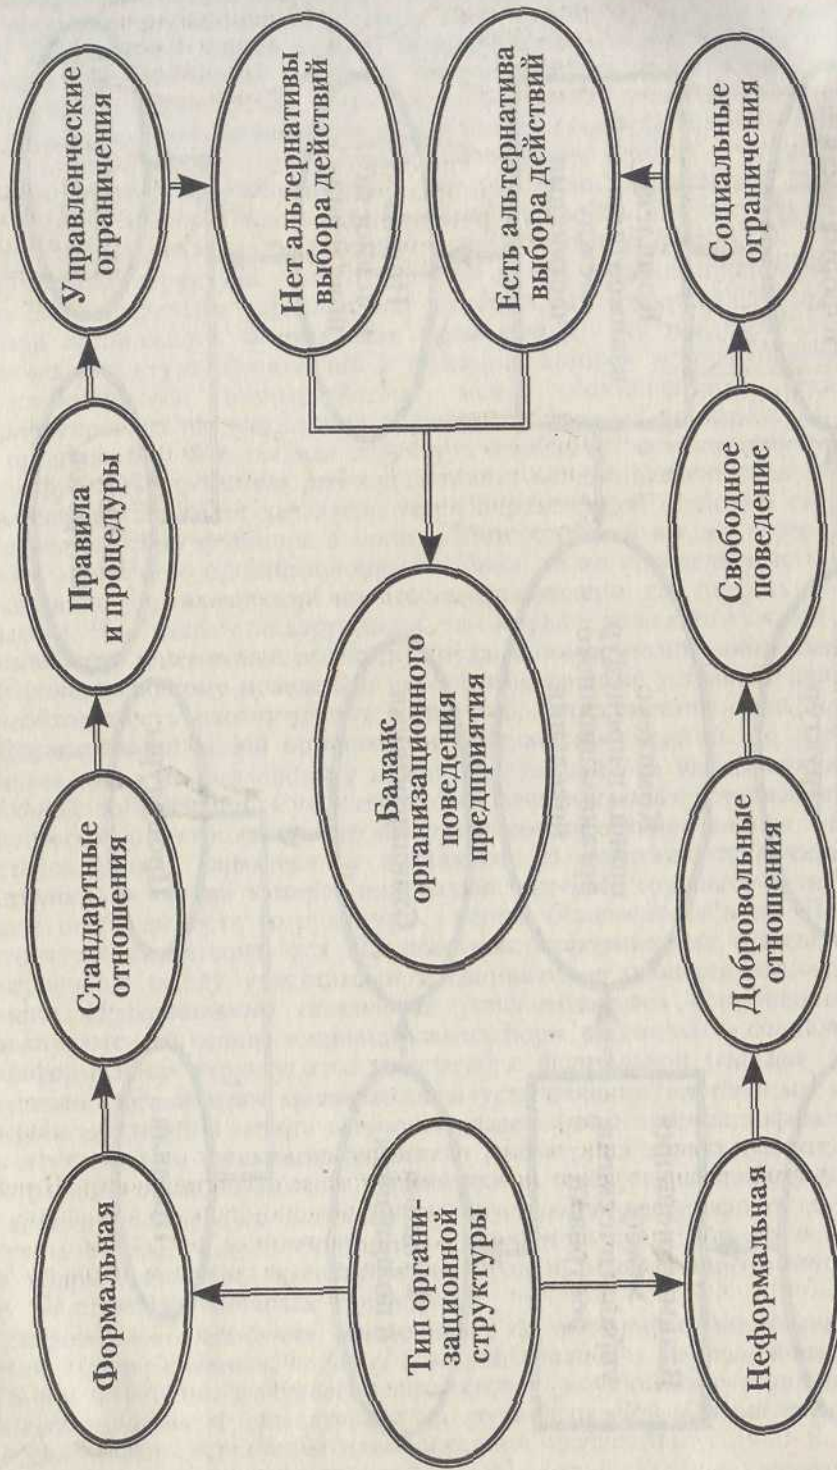 Формальная
Стандартные
отношения
Правила
и процедуры
Управленческие
ограничения
Нет альтернативы
выбора действий
Тип органи-
зационной
структуры
Баланс
организационного
поведения
предприятия
Есть альтернатива
выбора действий
Неформальная
Добровольные
отношения
Свободное
поведение
Социальные
ограничения